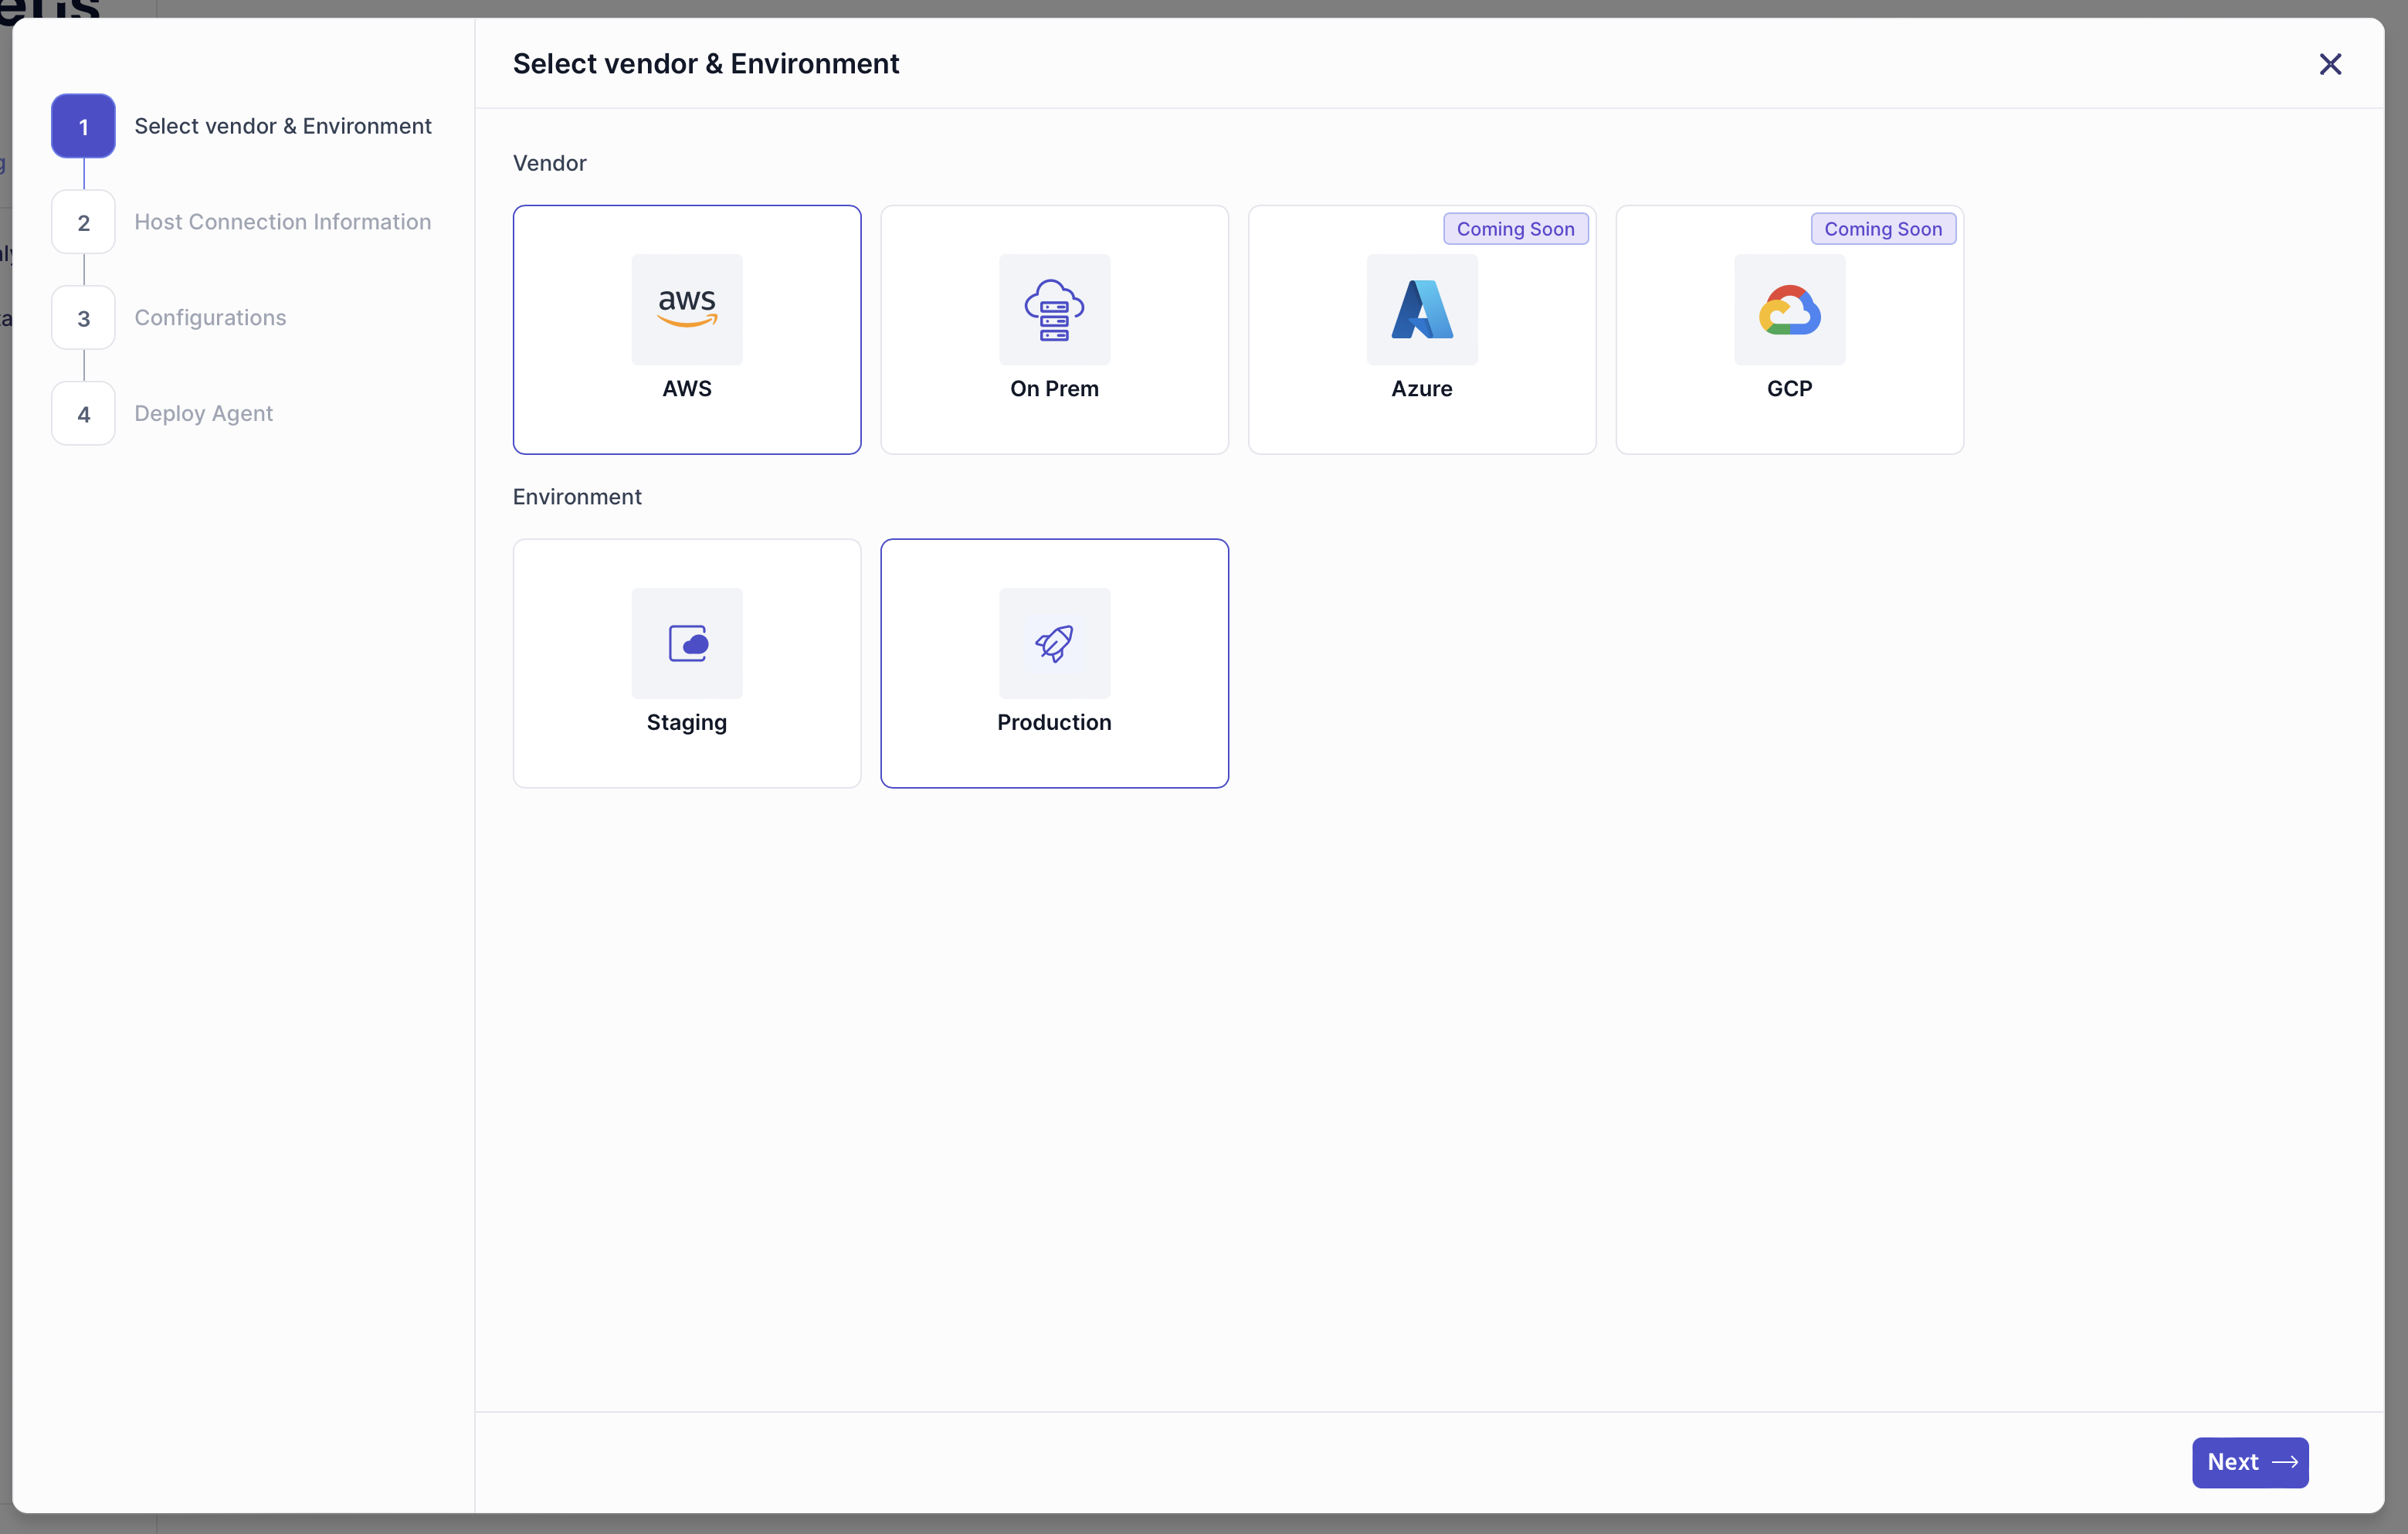 Select vendor & Environment
1 Select vendor & Environment
2 Host Connection Information
3 Configurations
4 Deploy Agent
Vendor
aws
AWS
On Prem
Coming Soon
Azure
Coming Soon
GCP
Environment
Staging
Production
Next